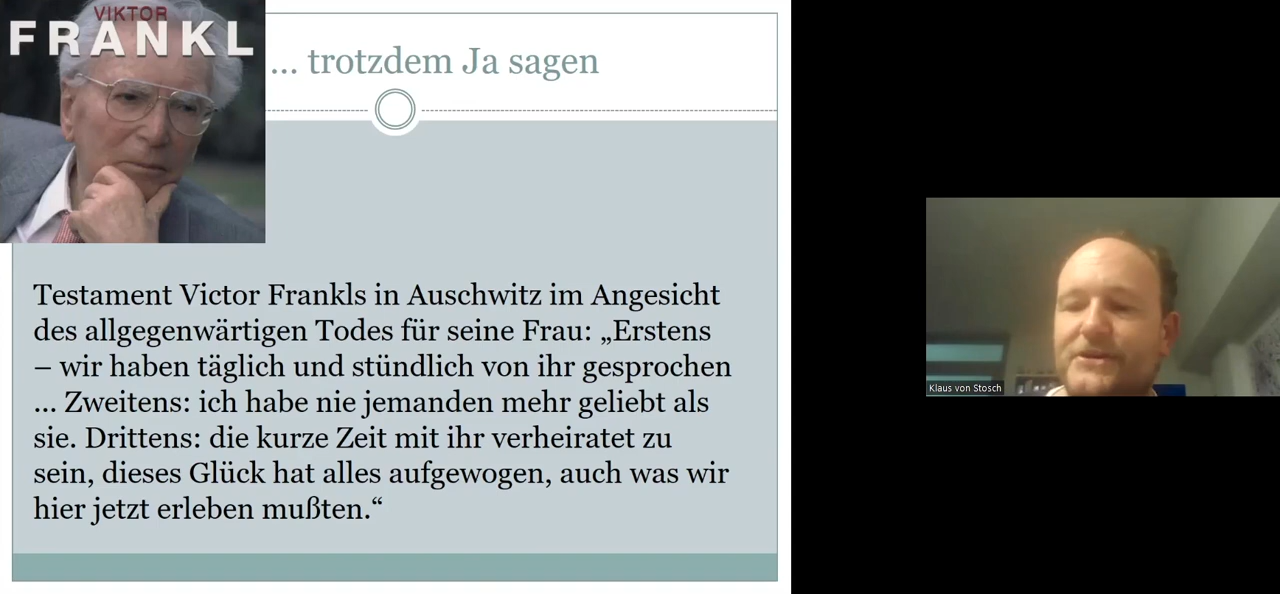 VIKTOR
FRANKL
... trotzdem Ja sagen
Testament Victor Frankls in Auschwitz im Angesicht
des allgegenwärtigen Todes für seine Frau: „Erstens
– wir haben täglich und stündlich von ihr gesprochen
... Zweitens: ich habe nie jemanden mehr geliebt als
sie. Drittens: die kurze Zeit mit ihr verheiratet zu
sein, dieses Glück hat alles aufgewogen, auch was wir
hier jetzt erleben mußten.“
Klaus von Stosch